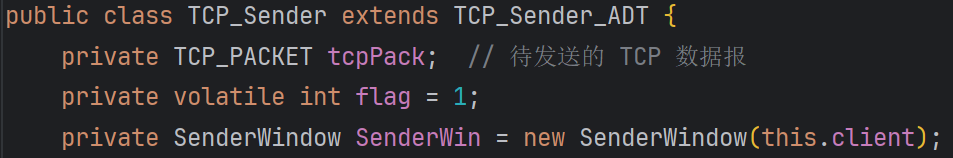 public class TCP_Sender extends TCP_Sender_ADT {
    private TCP_PACKET tcpPack;  // 待发送的 TCP 数据报
    private volatile int flag = 1;
    private SenderWindow SenderWin = new SenderWindow(this.client);